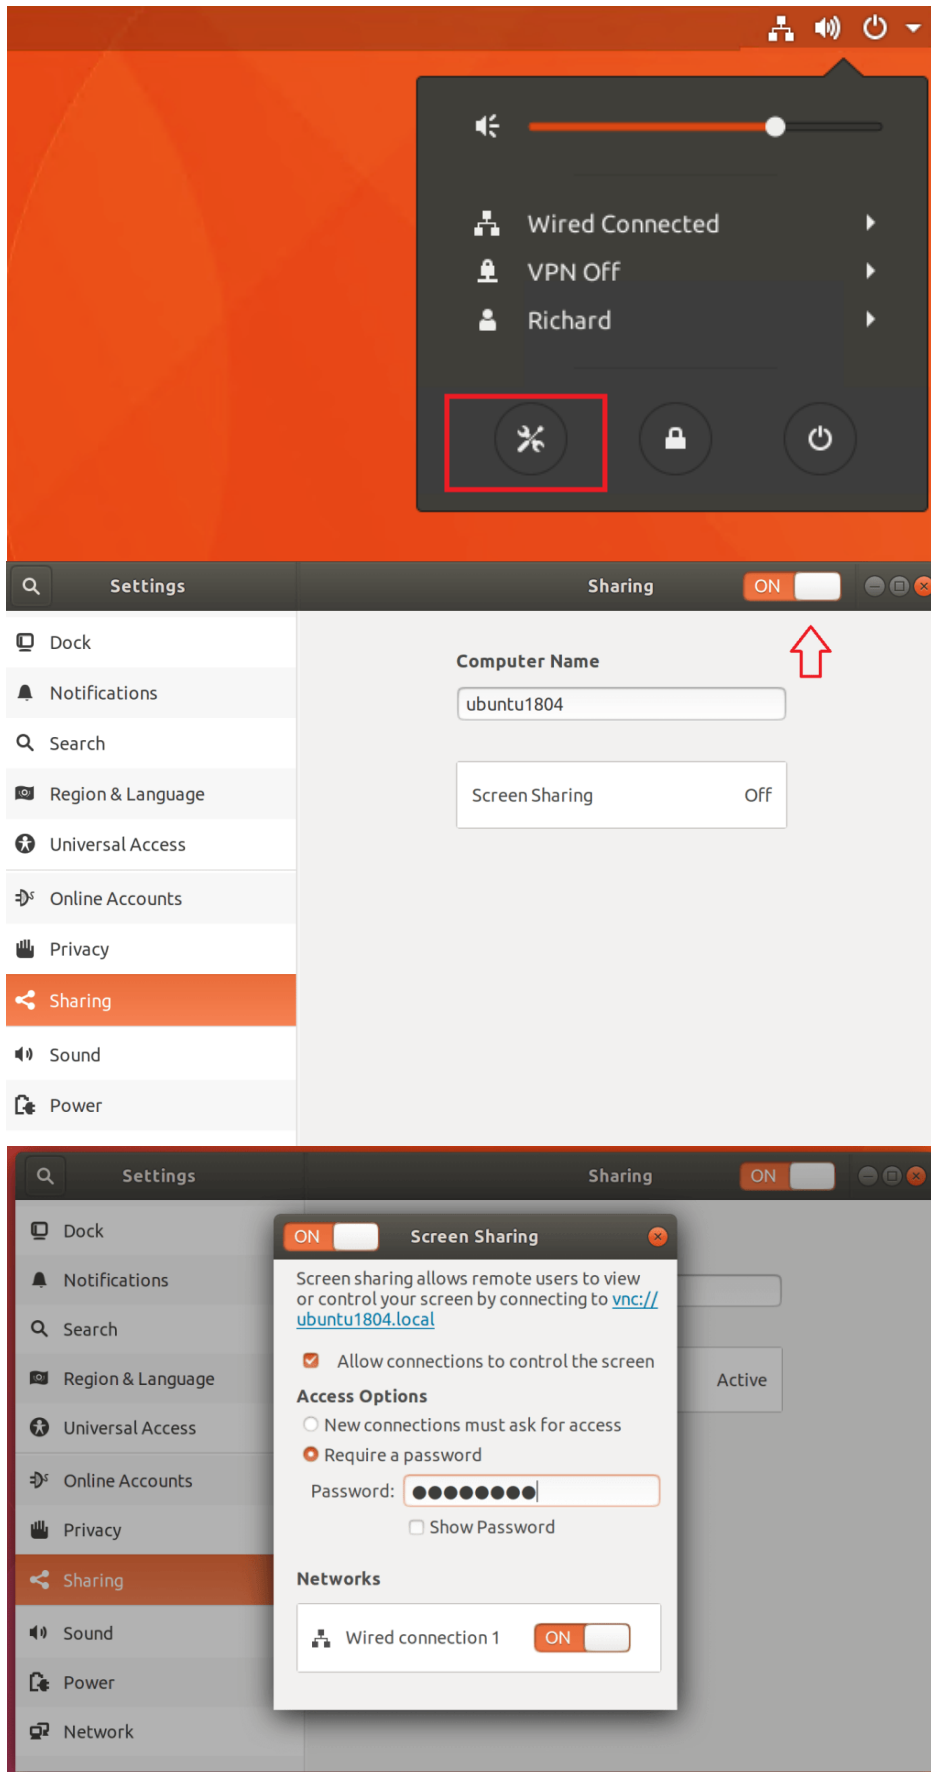 Wired Connected
VPN Off
Richard
Settings
Sharing
ON
Dock
Notifications
Search
Region & Language
Universal Access
Online Accounts
Privacy
Sharing
Sound
Power
Computer Name
ubuntu1804
Screen Sharing Off
Settings
Sharing
ON
Dock
Notifications
Search
Region & Language
Universal Access
Online Accounts
Privacy
Sharing
Sound
Power
Network
Active
ON
Screen Sharing
Screen sharing allows remote users to view
or control your screen by connecting to vnc://
ubuntu1804.local
Allow connections to control the screen
Access Options
New connections must ask for access
Require a password
Password: ●●●●●●●●
Show Password
Networks
Wired connection 1 ON